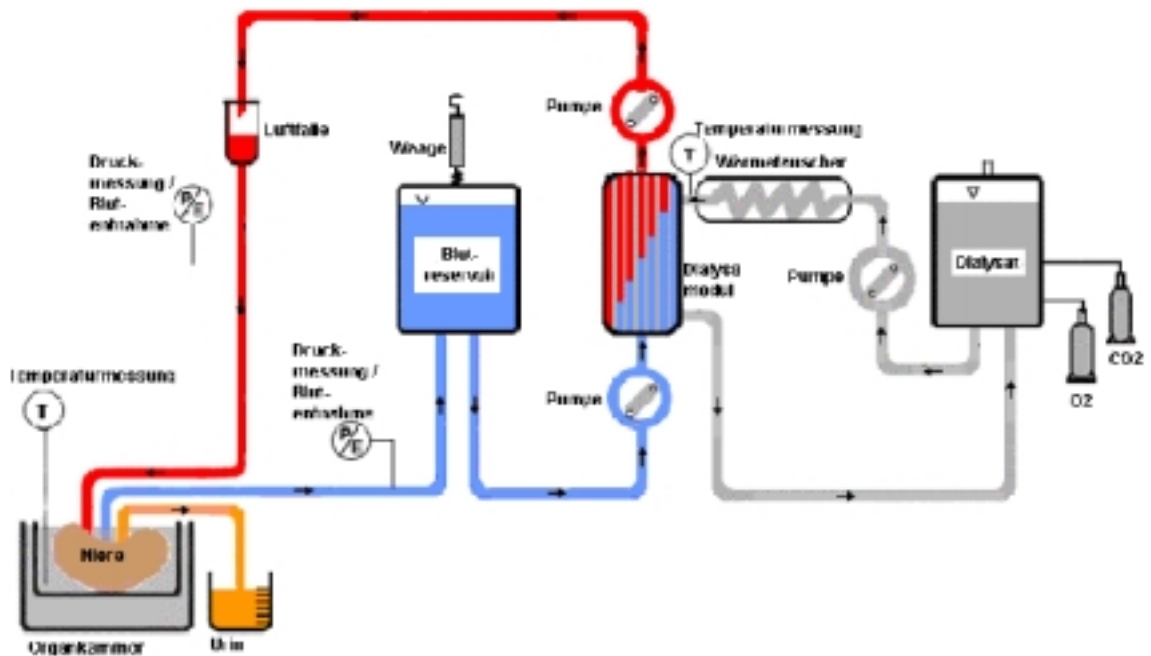 Pumpe
Luftfalle
Waage
Temperaturmessung
T
Wärmetauscher
Druck-
messung /
Blut-
entnahme
P/E
Blut-
reservoir
Dialyse
modul
Pumpe
Dialysat
CO2
O2
Temperaturmessung
T
Druck-
messung /
Blut-
entnahme
P/E
Pumpe
Niere
Organkammer
Urin